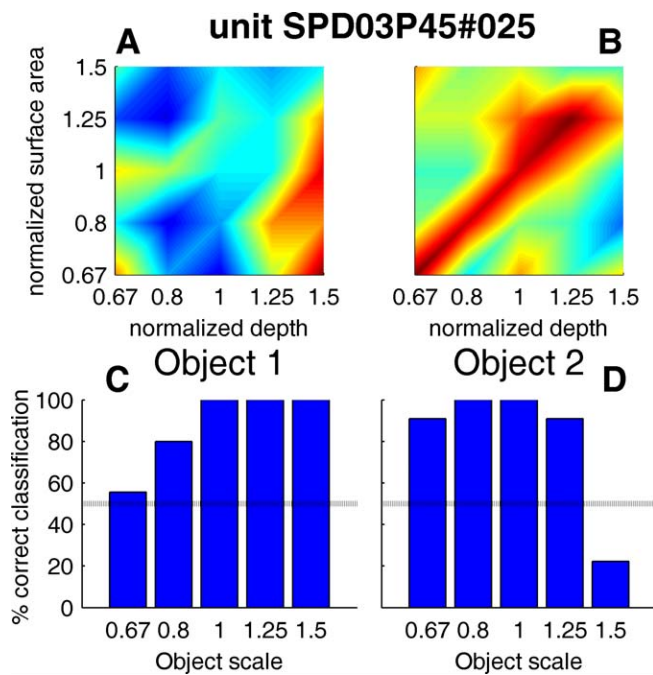 unit SPD03P45#025
A
B
normalized surface area
1.5
1.25
1
0.8
0.67
0.67 0.8 1 1.25 1.5
0.67 0.8 1 1.25 1.5
normalized depth
normalized depth
C
Object 1
Object 2
D
% correct classification
100
80
60
40
20
0
0.67 0.8 1 1.25 1.5
0.67 0.8 1 1.25 1.5
Object scale
Object scale